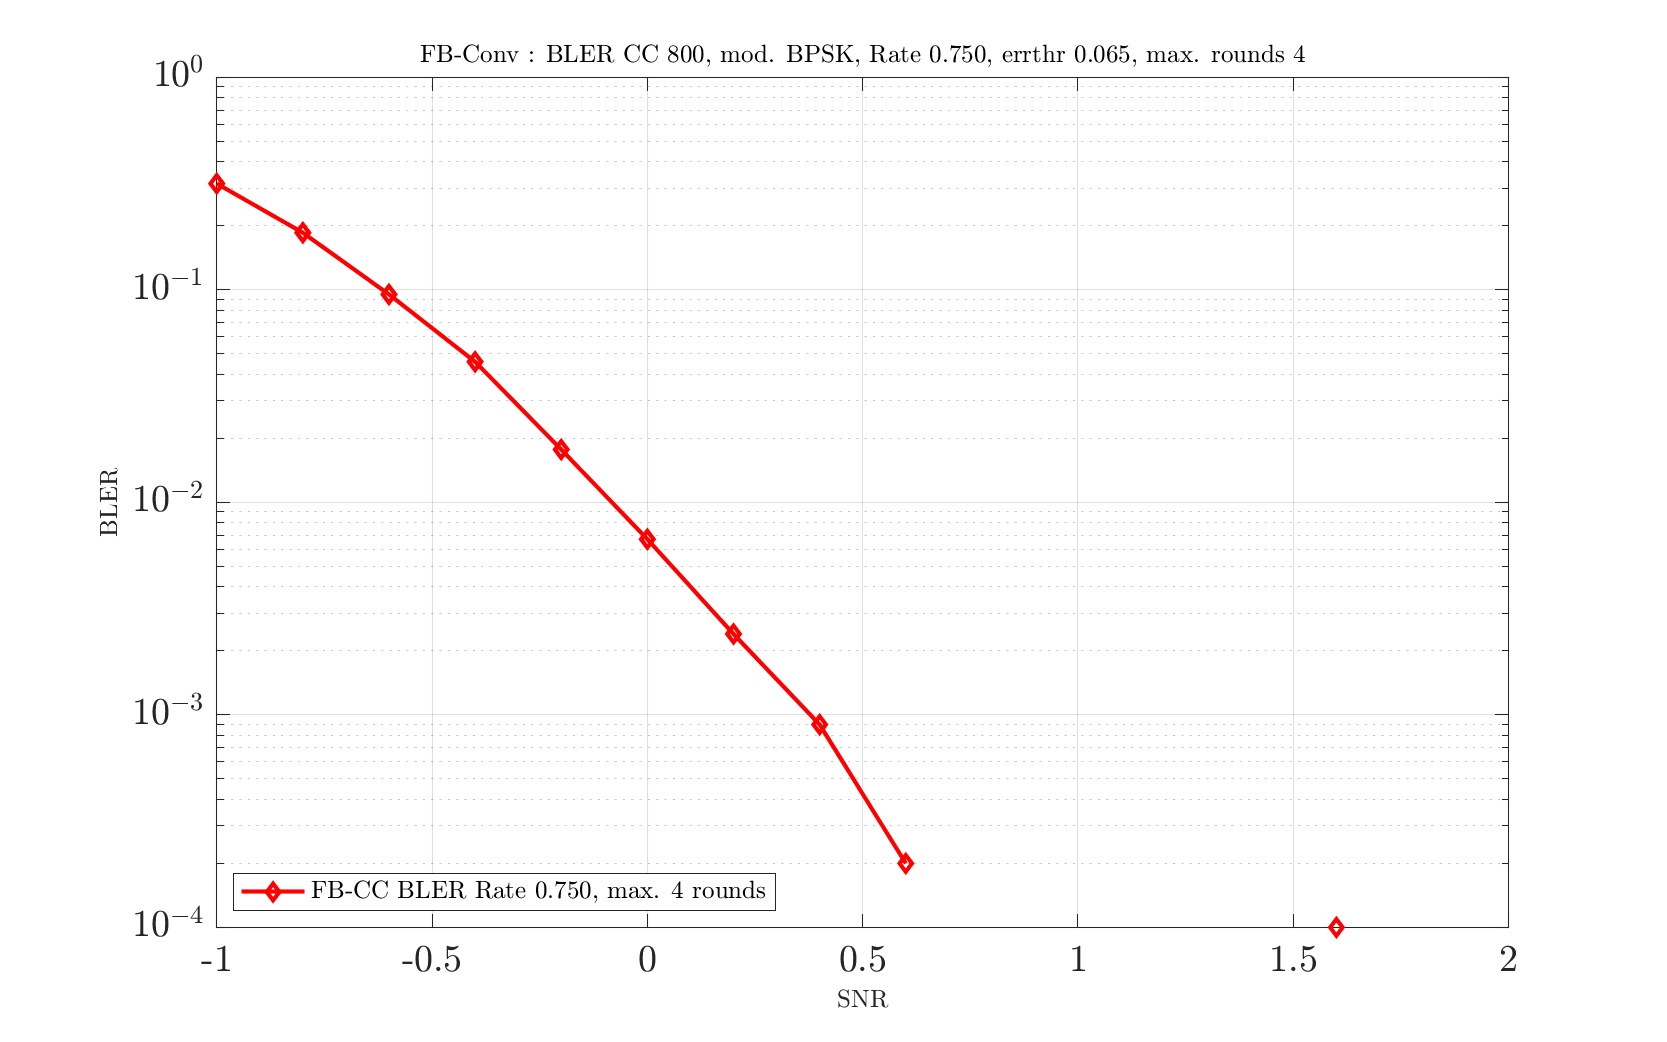 FB-Conv : BLER CC 800, mod. BPSK, Rate 0.750, errthr 0.065, max. rounds 4
10^0
10^-1
10^-2
10^-3
10^-4
BLER
FB-CC BLER Rate 0.750, max. 4 rounds
-1 -0.5 0 0.5 1 1.5 2
SNR